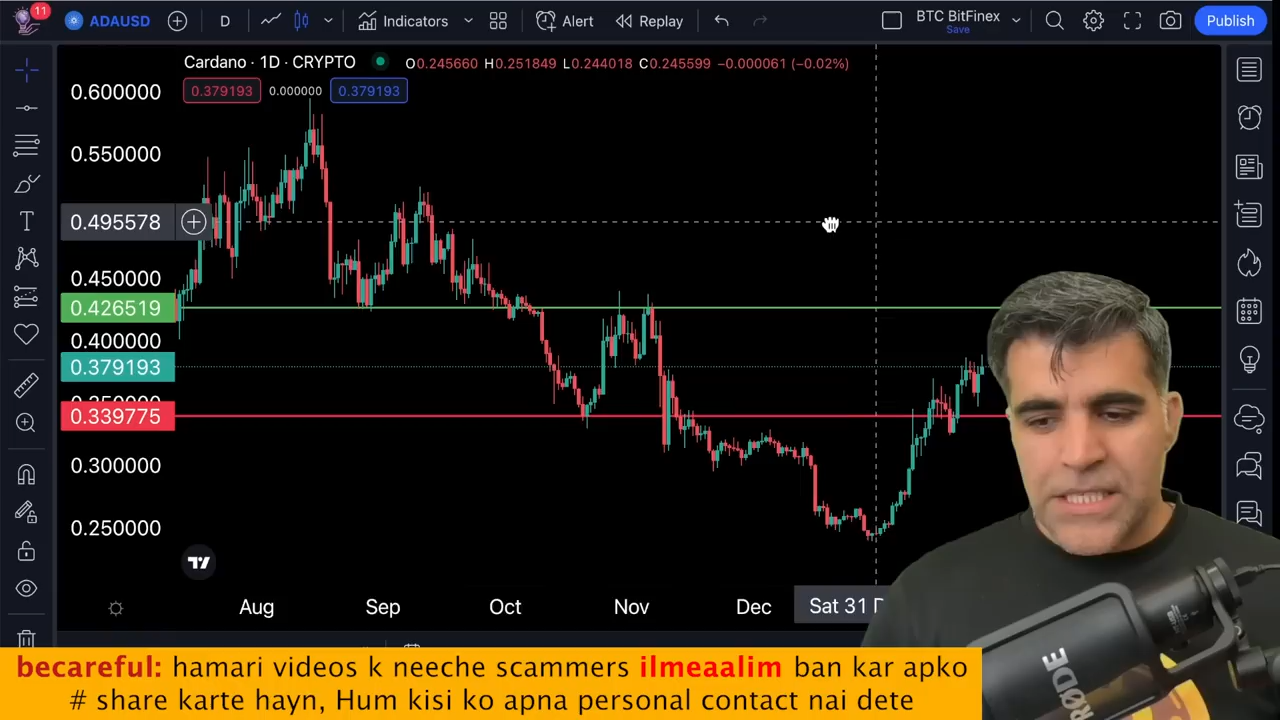 11
ADAUSD
D
Indicators
Alert
Replay
BTC BitFinex
Save
Publish
Cardano · 1D · CRYPTO
O0.245660 H0.251849 L0.244018 C0.245599 −0.000061 (−0.02%)
0.379193 0.000000 0.379193
0.600000
0.550000
0.495578
0.450000
0.426519
0.400000
0.379193
0.339775
0.300000
0.250000
Aug Sep Oct Nov Dec Sat 31
RØDE
becareful: hamari videos k neeche scammers ilmeaalim ban kar apko
# share karte hayn, Hum kisi ko apna personal contact nai dete